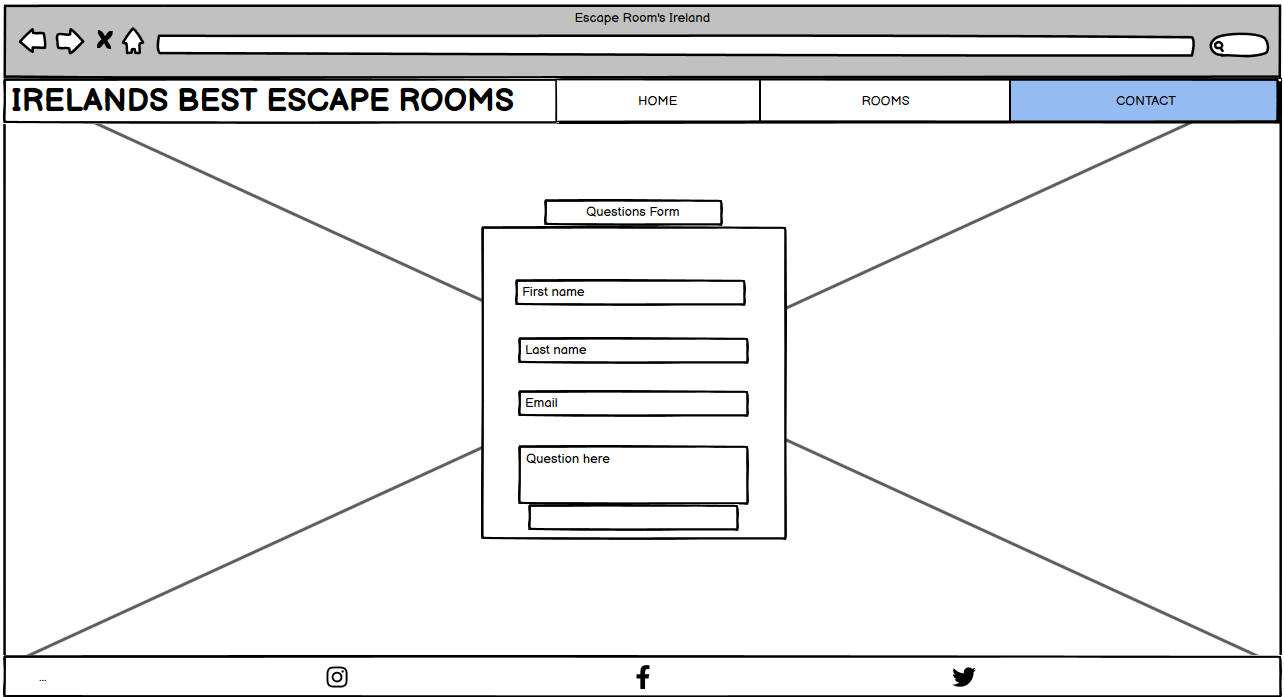 Escape Room's Ireland
IRELANDS BEST ESCAPE ROOMS
HOME
ROOMS
CONTACT
Questions Form
First name
Last name
Email
Question here
...